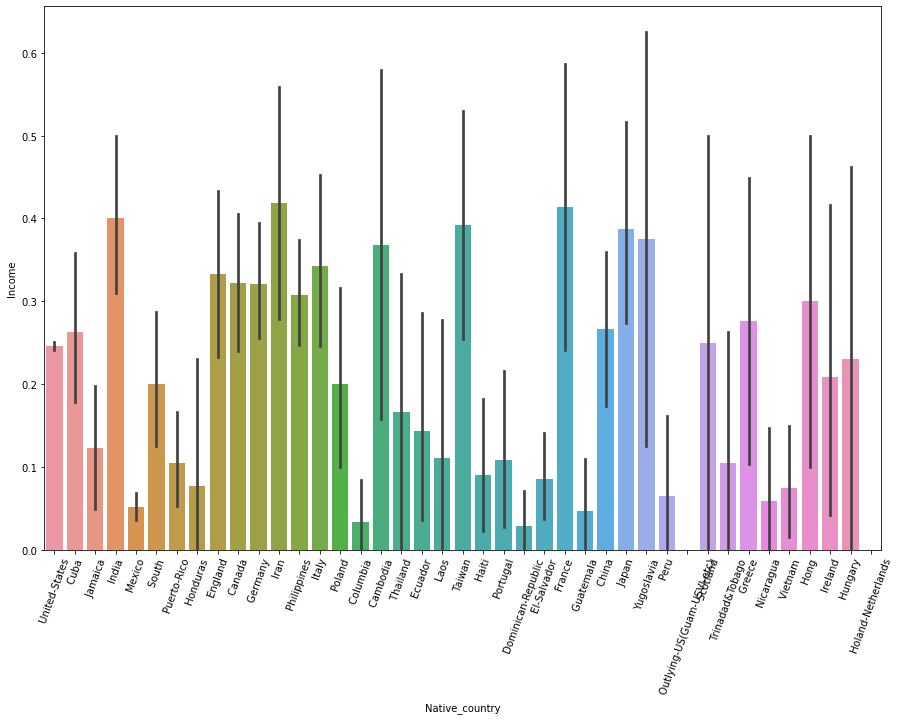 0.6
0.5
0.4
0.3
0.2
0.1
0.0
Income
United-States
Cuba
Jamaica
India
Mexico
South
Puerto-Rico
Honduras
England
Canada
Germany
Iran
Philippines
Italy
Poland
Columbia
Cambodia
Thailand
Ecuador
Laos
Taiwan
Haiti
Portugal
Dominican-Republic
El-Salvador
France
Guatemala
China
Japan
Yugoslavia
Peru
Outlying-US(Guam-USVI-etc)
Scotland
Trinadad&Tobago
Greece
Nicaragua
Vietnam
Hong
Ireland
Hungary
Holand-Netherlands
Native_country